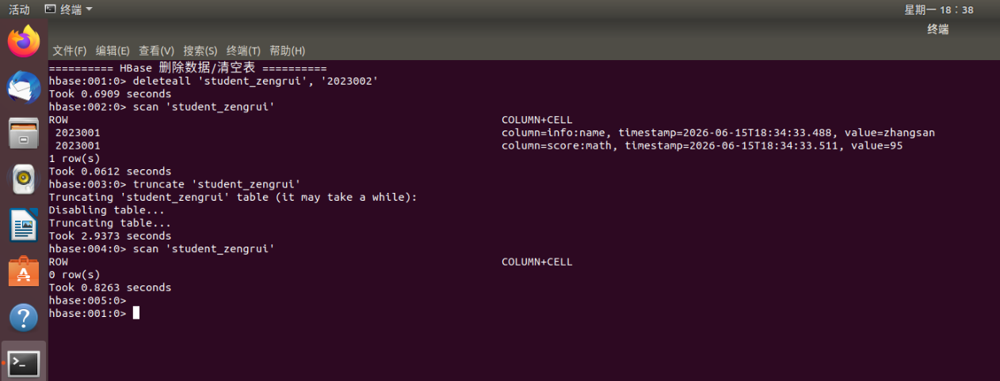 活动 终端 星期一 18：38
终端
文件(F) 编辑(E) 查看(V) 搜索(S) 终端(T) 帮助(H)
========== HBase 删除数据/清空表 ==========
hbase:001:0> deleteall 'student_zengrui', '2023002'
Took 0.6909 seconds
hbase:002:0> scan 'student_zengrui'
ROW COLUMN+CELL
2023001 column=info:name, timestamp=2026-06-15T18:34:33.488, value=zhangsan
2023001 column=score:math, timestamp=2026-06-15T18:34:33.511, value=95
1 row(s)
Took 0.0612 seconds
hbase:003:0> truncate 'student_zengrui'
Truncating 'student_zengrui' table (it may take a while):
Disabling table...
Truncating table...
Took 2.9373 seconds
hbase:004:0> scan 'student_zengrui'
ROW COLUMN+CELL
0 row(s)
Took 0.8263 seconds
hbase:005:0>
hbase:001:0>